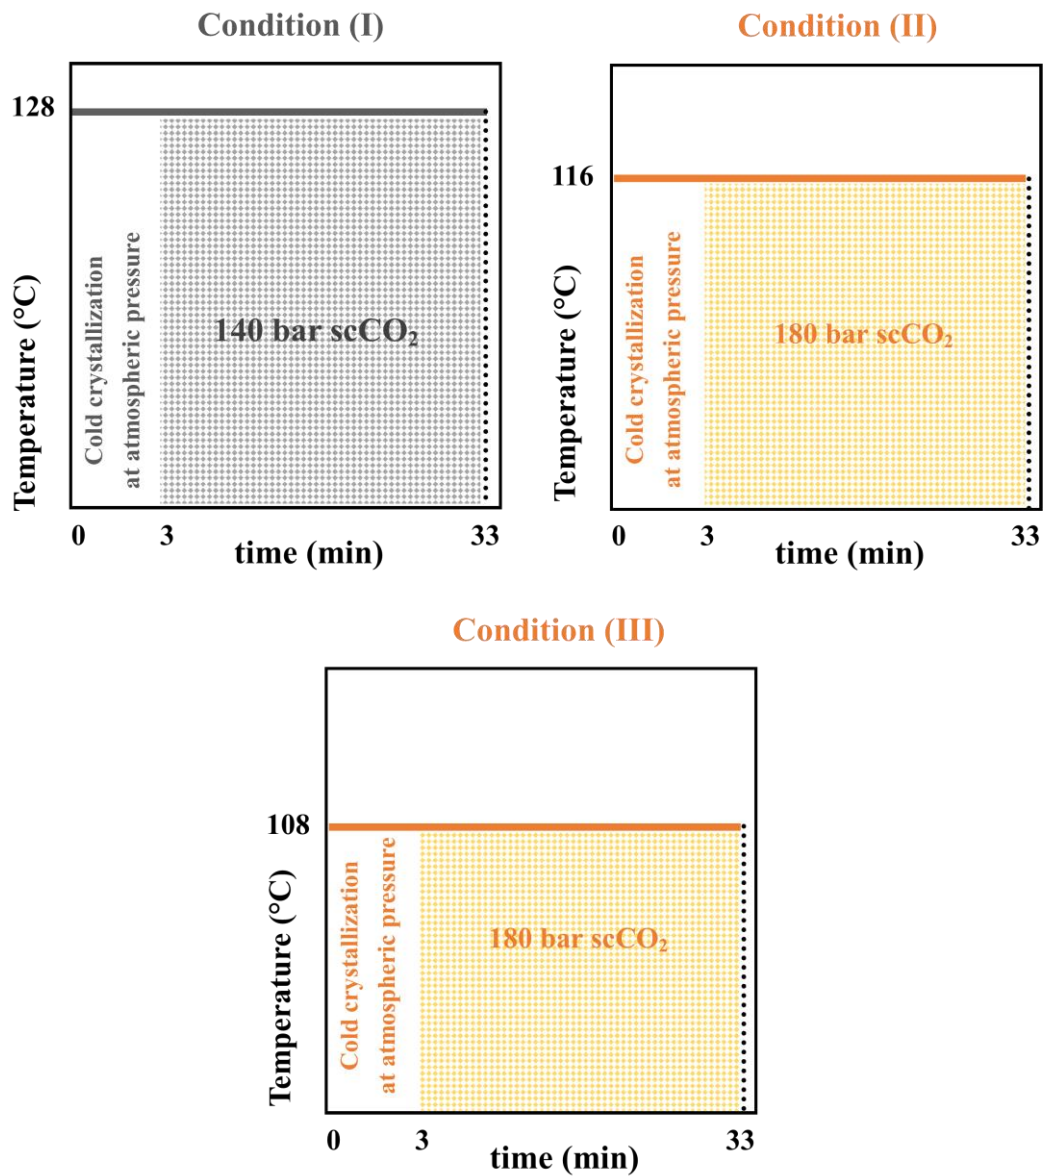 Condition (I)
128
Temperature (°C)
Cold crystallization
at atmospheric pressure
140 bar scCO₂
0
3
33
time (min)
Condition (II)
116
Temperature (°C)
Cold crystallization
at atmospheric pressure
180 bar scCO₂
0
3
33
time (min)
Condition (III)
108
Temperature (°C)
Cold crystallization
at atmospheric pressure
180 bar scCO₂
0
3
33
time (min)